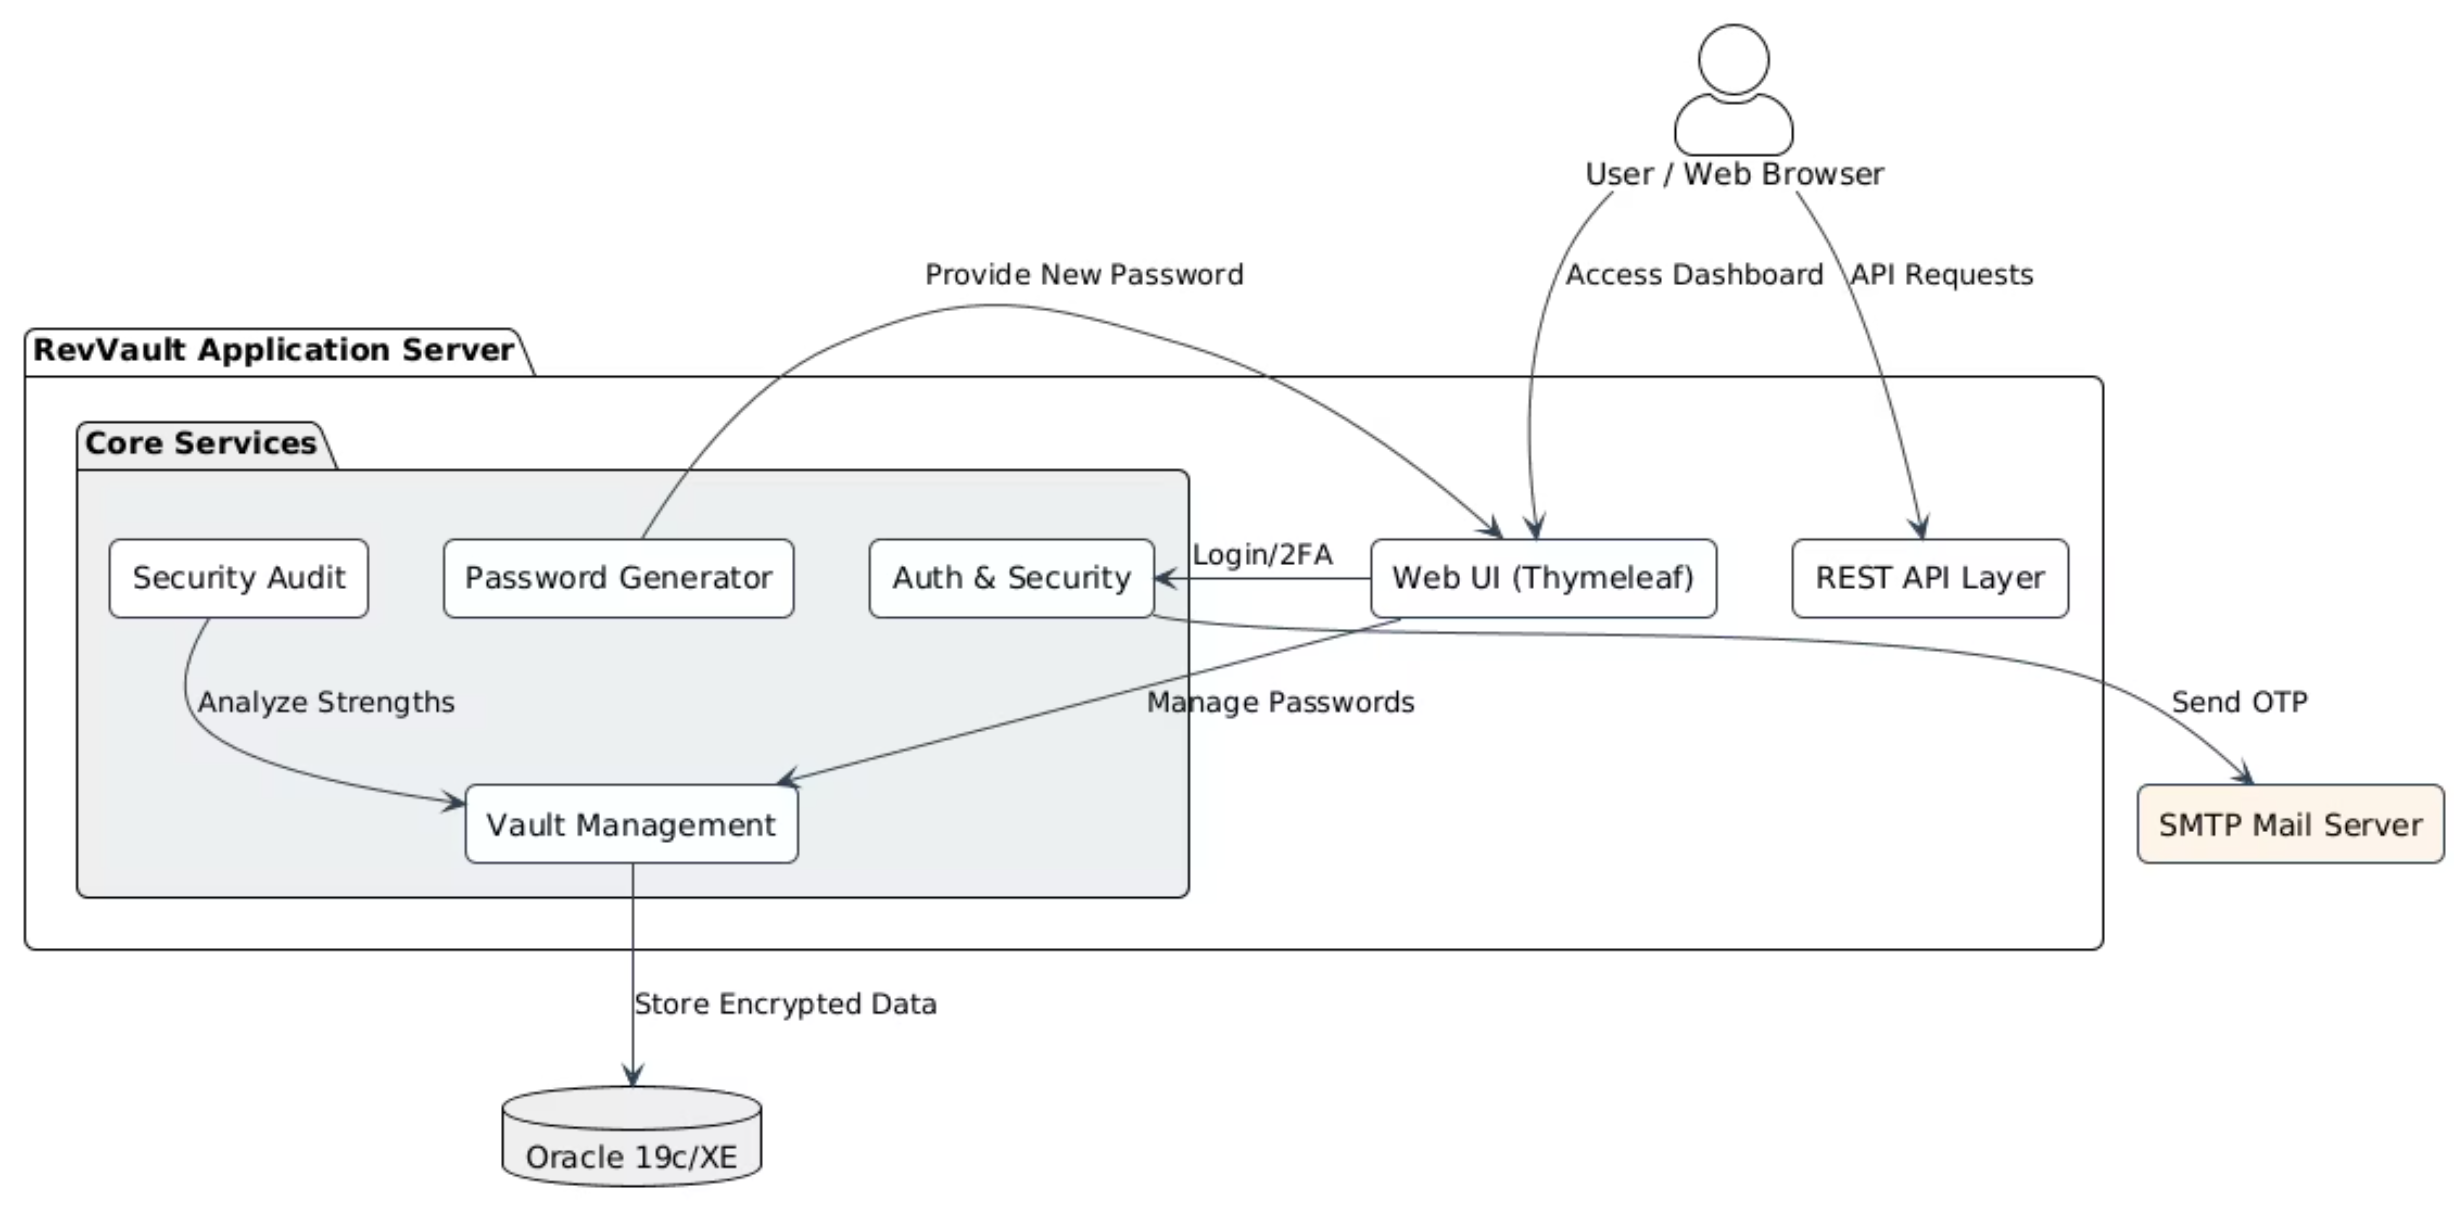 User / Web Browser
Provide New Password
Access Dashboard
API Requests
RevVault Application Server
Core Services
Security Audit
Password Generator
Auth & Security
Login/2FA
Web UI (Thymeleaf)
REST API Layer
Analyze Strengths
Manage Passwords
Send OTP
Vault Management
SMTP Mail Server
Store Encrypted Data
Oracle 19c/XE